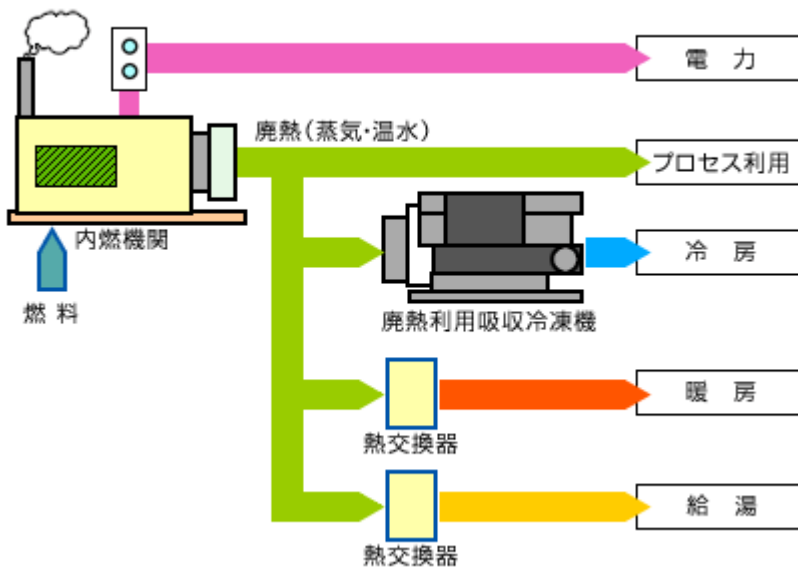 電　力
廃熱(蒸気･温水)
プロセス利用
内燃機関
冷　房
燃 料
廃熱利用吸収冷凍機
暖　房
熱交換器
給　湯
熱交換器